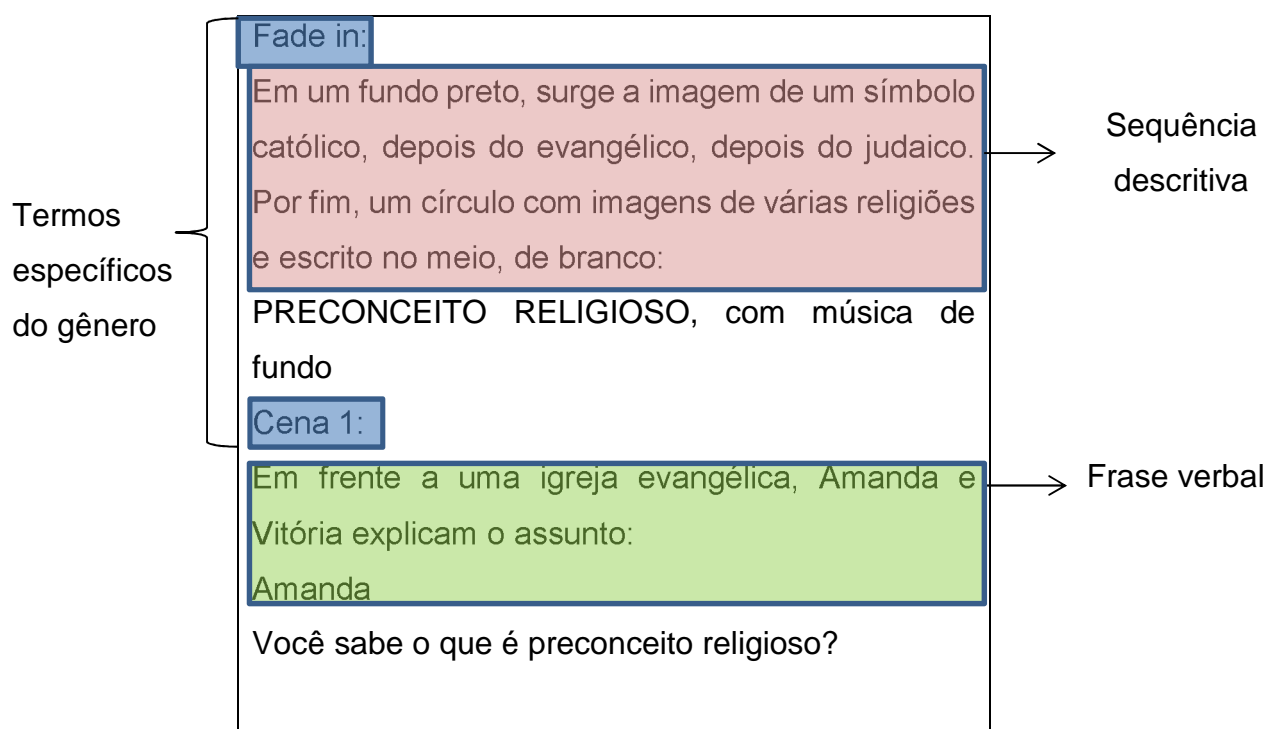 Termos
específicos
do gênero
Fade in:
Em um fundo preto, surge a imagem de um símbolo
católico, depois do evangélico, depois do judaico.
Por fim, um círculo com imagens de várias religiões
e escrito no meio, de branco:
PRECONCEITO RELIGIOSO, com música de
fundo
Cena 1:
Em frente a uma igreja evangélica, Amanda e
Vitória explicam o assunto:
Amanda
Você sabe o que é preconceito religioso?
Sequência
descritiva
Frase verbal